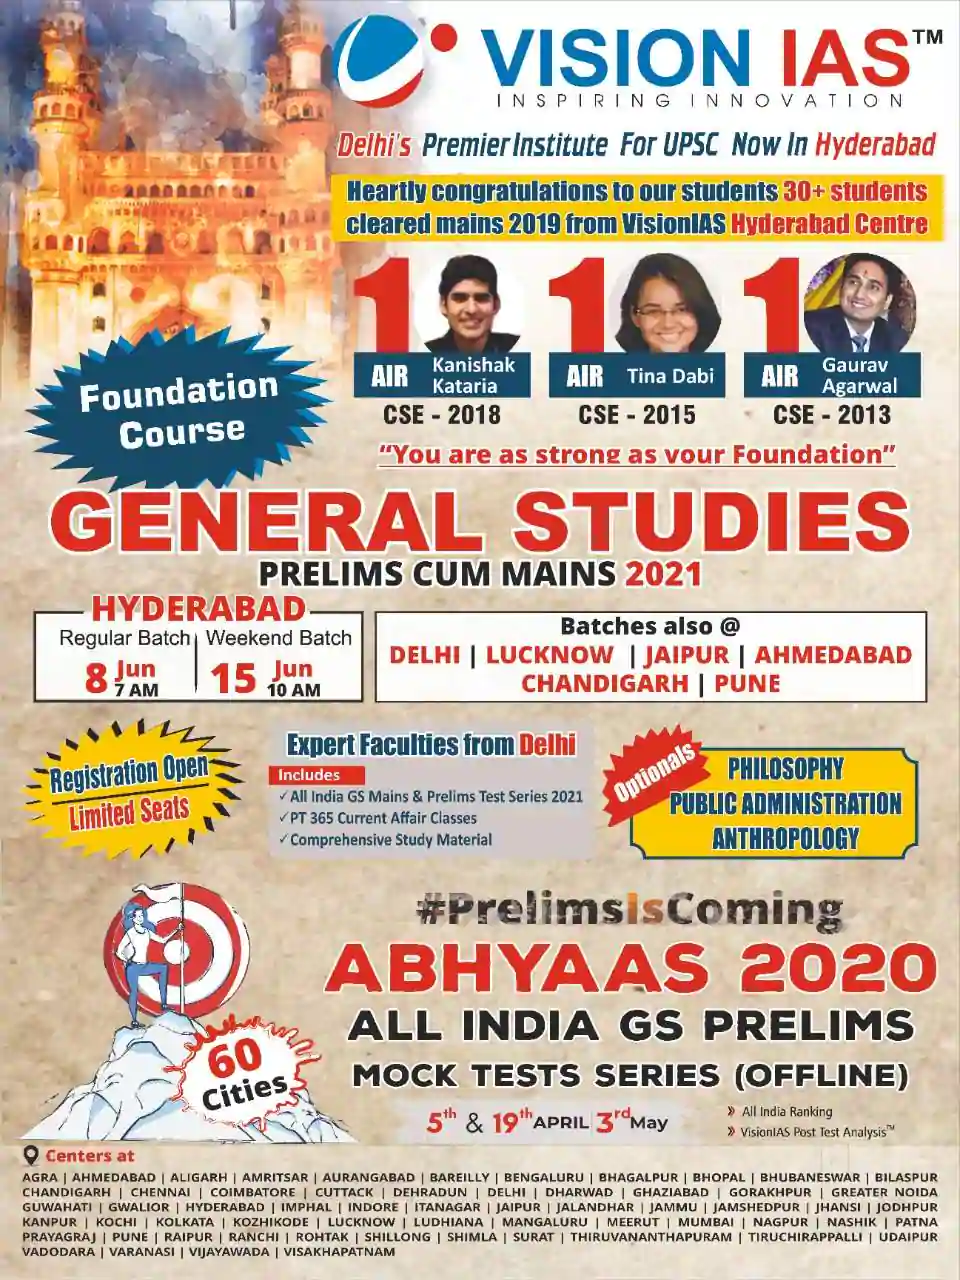 VISION IAS™
INSPIRING INNOVATION
Delhi's Premier Institute For UPSC Now In Hyderabad
Heartly congratulations to our students 30+ students
cleared mains 2019 from VisionIAS Hyderabad Centre
1 AIR Kanishak Kataria
CSE - 2018
1 AIR Tina Dabi
CSE - 2015
1 AIR Gaurav Agarwal
CSE - 2013
Foundation
Course
“You are as strong as your Foundation”
GENERAL STUDIES
PRELIMS CUM MAINS 2021
HYDERABAD
Regular Batch
8 Jun
7 AM
Weekend Batch
15 Jun
10 AM
Batches also @
DELHI | LUCKNOW | JAIPUR | AHMEDABAD
CHANDIGARH | PUNE
Registration Open
Limited Seats
Expert Faculties from Delhi
Includes
✓All India GS Mains & Prelims Test Series 2021
✓PT 365 Current Affair Classes
✓Comprehensive Study Material
Optionals
PHILOSOPHY
PUBLIC ADMINISTRATION
ANTHROPOLOGY
#PrelimsIsComing
ABHYAAS 2020
ALL INDIA GS PRELIMS
MOCK TESTS SERIES (OFFLINE)
60
Cities
5th & 19th APRIL | 3rd May
» All India Ranking
» VisionIAS Post Test Analysis™
Centers at
AGRA | AHMEDABAD | ALIGARH | AMRITSAR | AURANGABAD | BAREILLY | BENGALURU | BHAGALPUR | BHOPAL | BHUBANESWAR | BILASPUR
CHANDIGARH | CHENNAI | COIMBATORE | CUTTACK | DEHRADUN | DELHI | DHARWAD | GHAZIABAD | GORAKHPUR | GREATER NOIDA
GUWAHATI | GWALIOR | HYDERABAD | IMPHAL | INDORE | ITANAGAR | JAIPUR | JALANDHAR | JAMMU | JAMSHEDPUR | JHANSI | JODHPUR
KANPUR | KOCHI | KOLKATA | KOZHIKODE | LUCKNOW | LUDHIANA | MANGALURU | MEERUT | MUMBAI | NAGPUR | NASHIK | PATNA
PRAYAGRAJ | PUNE | RAIPUR | RANCHI | ROHTAK | SHILLONG | SHIMLA | SURAT | THIRUVANANTHAPURAM | TIRUCHIRAPPALLI | UDAIPUR
VADODARA | VARANASI | VIJAYAWADA | VISAKHAPATNAM